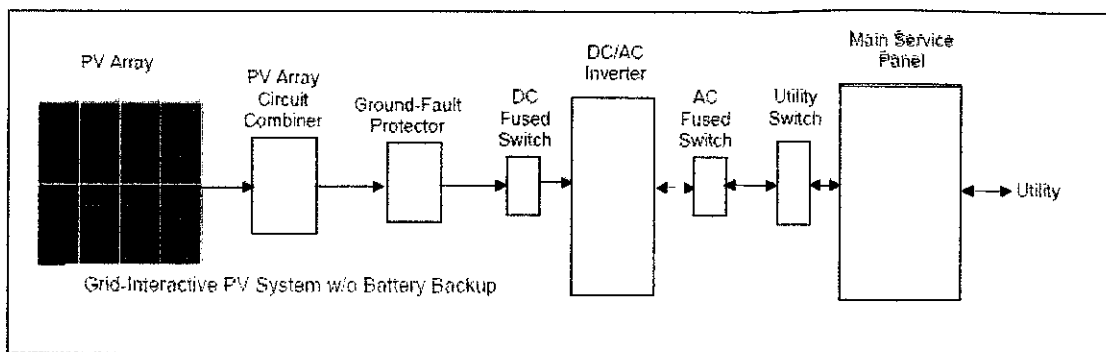 PV Array
PV Array
Circuit
Combiner
Ground-Fault
Protector
DC
Fused
Switch
DC/AC
Inverter
AC
Fused
Switch
Utility
Switch
Main Service
Panel
Utility
Grid-Interactive PV System w/o Battery Backup